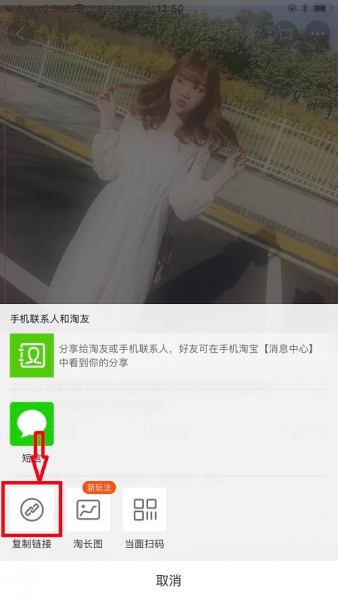 Không có SIM
12:50
手机联系人和淘友
分享给淘友或手机联系人，好友可在手机淘宝【消息中心】
中看到你的分享
短信
新玩法
复制链接 淘长图 当面扫码
取消